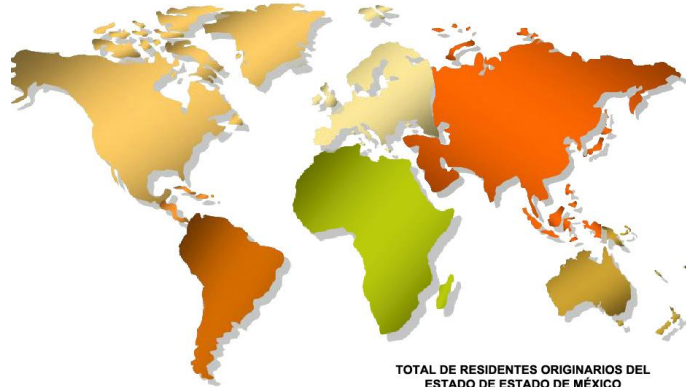 TOTAL DE RESIDENTES ORIGINARIOS DEL
ESTADO DE ESTADO DE MÉXICO